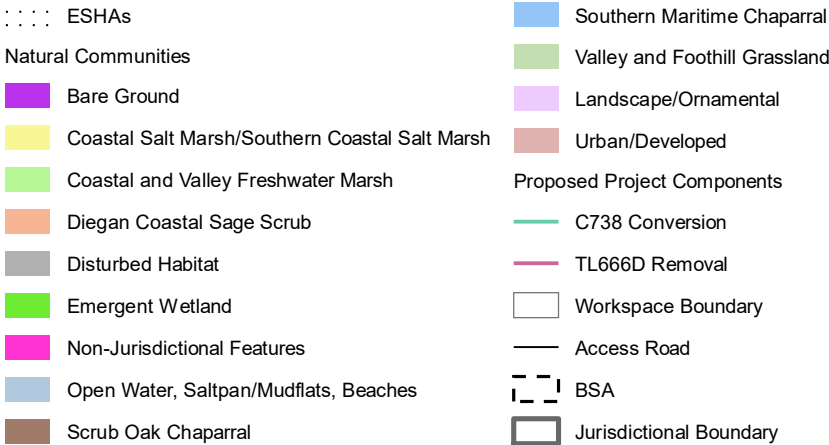 ESHAs
Natural Communities
Bare Ground
Coastal Salt Marsh/Southern Coastal Salt Marsh
Coastal and Valley Freshwater Marsh
Diegan Coastal Sage Scrub
Disturbed Habitat
Emergent Wetland
Non-Jurisdictional Features
Open Water, Saltpan/Mudflats, Beaches
Scrub Oak Chaparral
Southern Maritime Chaparral
Valley and Foothill Grassland
Landscape/Ornamental
Urban/Developed
Proposed Project Components
C738 Conversion
TL666D Removal
Workspace Boundary
Access Road
BSA
Jurisdictional Boundary